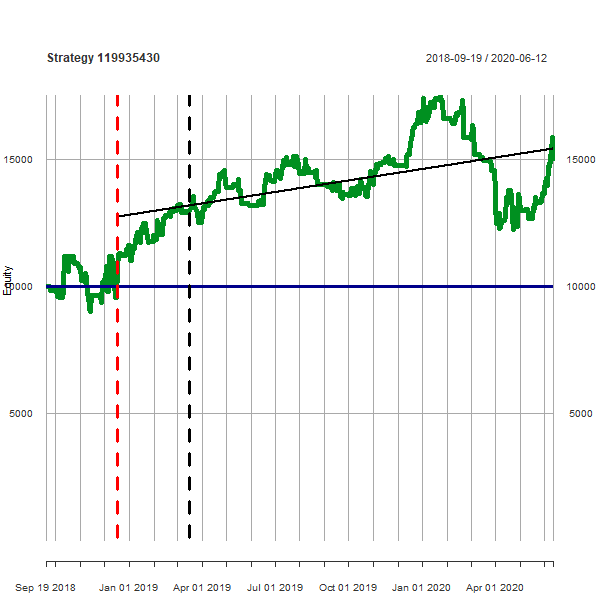 Strategy 119935430
2018-09-19 / 2020-06-12
15000
15000
Equity
10000
10000
5000
5000
Sep 19 2018
Jan 01 2019
Apr 01 2019
Jul 01 2019
Oct 01 2019
Jan 01 2020
Apr 01 2020